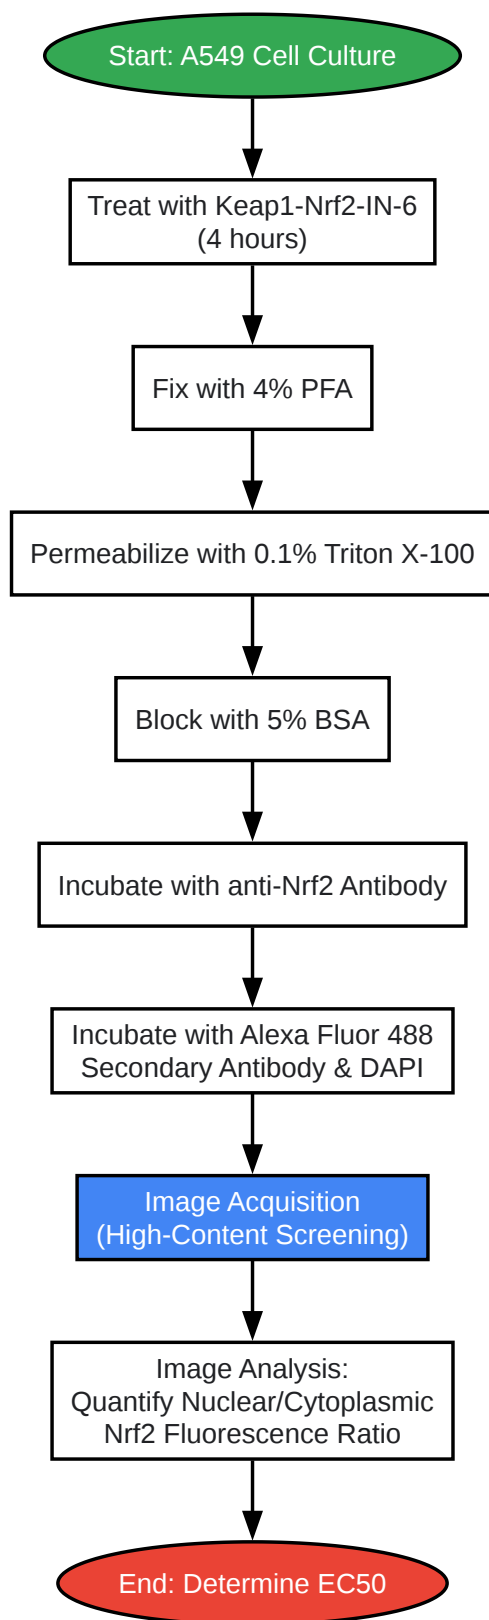 Start: A549 Cell Culture
Treat with Keap1-Nrf2-IN-6
(4 hours)
Fix with 4% PFA
Permeabilize with 0.1% Triton X-100
Block with 5% BSA
Incubate with anti-Nrf2 Antibody
Incubate with Alexa Fluor 488
Secondary Antibody & DAPI
Image Acquisition
(High-Content Screening)
Image Analysis:
Quantify Nuclear/Cytoplasmic
Nrf2 Fluorescence Ratio
End: Determine EC50